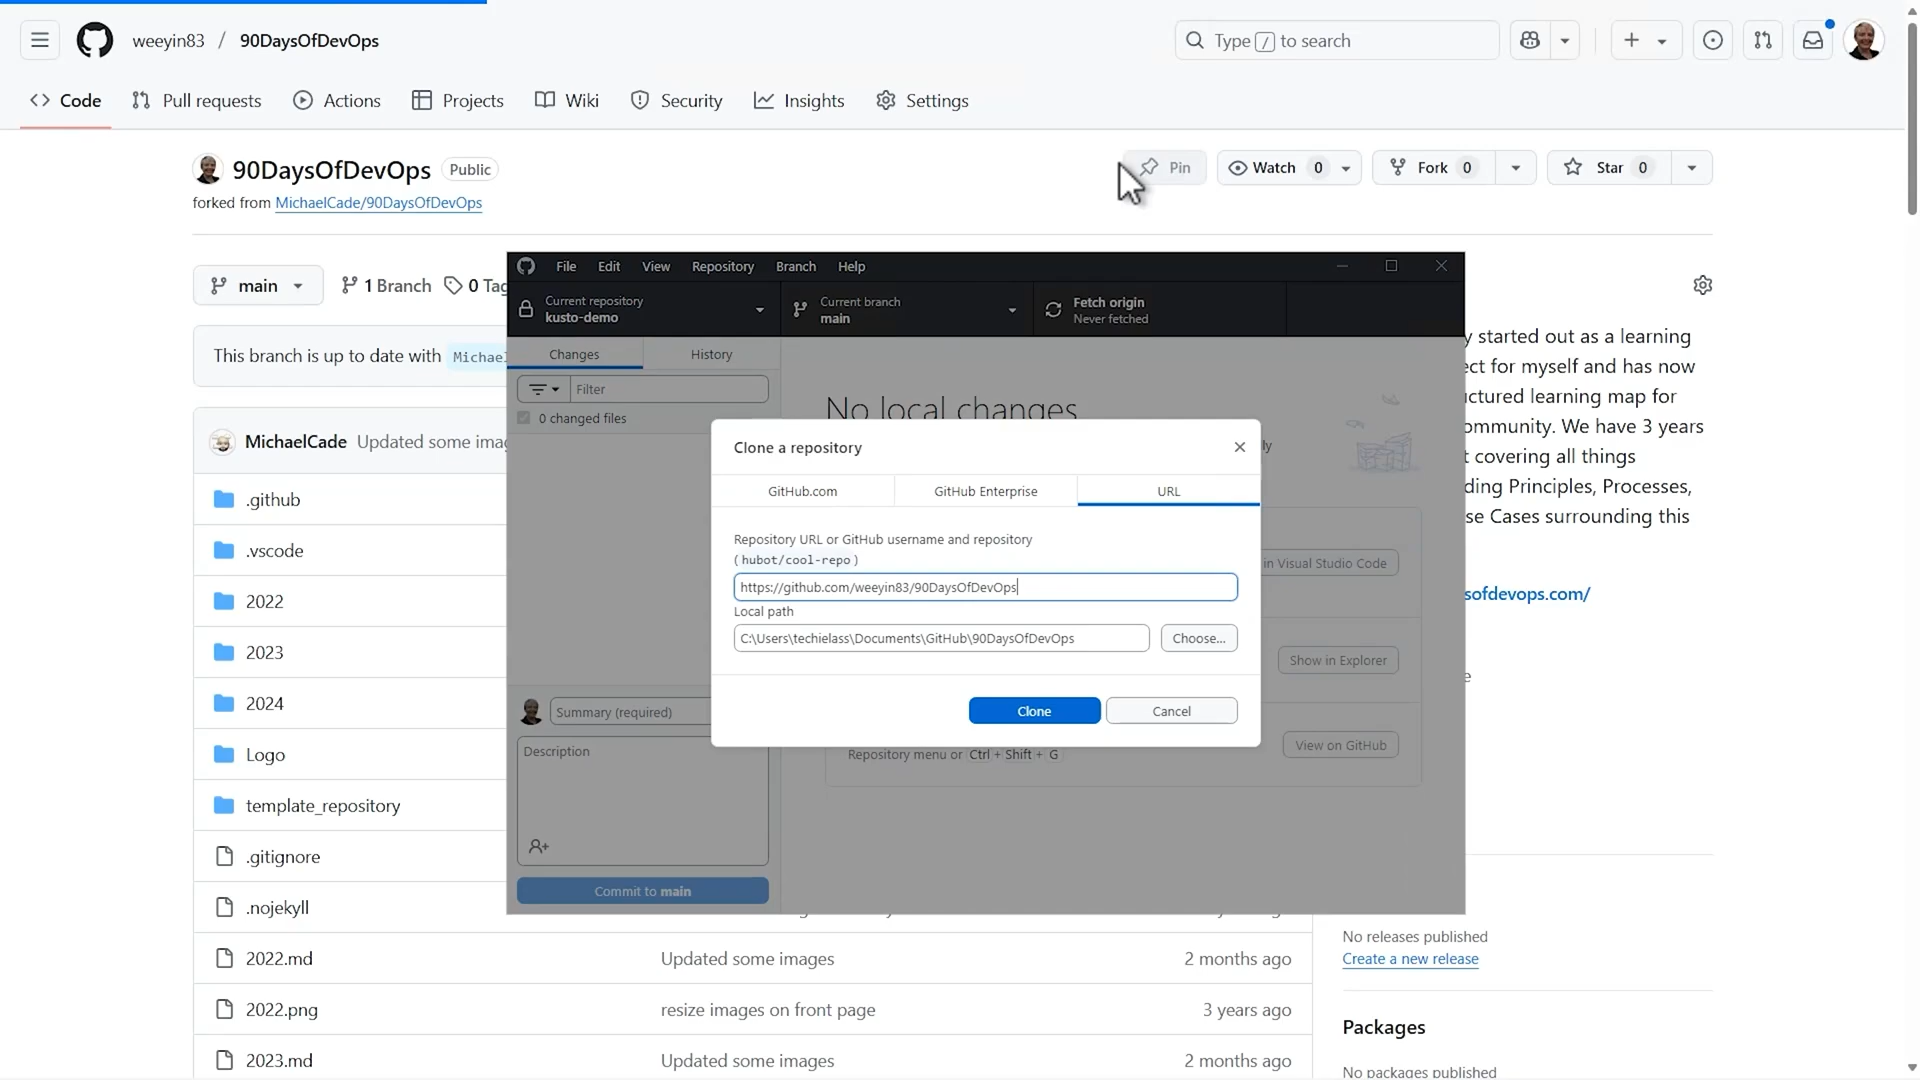 weeyin83 / 90DaysOfDevOps
Type / to search
Code
Pull requests
Actions
Projects
Wiki
Security
Insights
Settings
90DaysOfDevOps
Public
Pin
Watch 0
Fork 0
Star 0
forked from MichaelCade/90DaysOfDevOps
main
1 Branch
0 Tag
This branch is up to date with Michael
MichaelCade Updated some imag
.github
.vscode
2022
2023
2024
Logo
template_repository
.gitignore
.nojekyll
2022.md Updated some images 2 months ago
2022.png resize images on front page 3 years ago
2023.md Updated some images 2 months ago
File Edit View Repository Branch Help
Current repository
kusto-demo
Current branch
main
Fetch origin
Never fetched
Changes
History
Filter
0 changed files
No local changes
ly
Clone a repository
GitHub.com
GitHub Enterprise
URL
Repository URL or GitHub username and repository
(hubot/cool-repo)
https://github.com/weeyin83/90DaysOfDevOps
Local path
C:\Users\techielass\Documents\GitHub\90DaysOfDevOps
Choose...
Clone
Cancel
in Visual Studio Code
Show in Explorer
View on GitHub
Repository menu or Ctrl + Shift + G
Summary (required)
Description
Commit to main
y started out as a learning
ect for myself and has now
uctured learning map for
ommunity. We have 3 years
t covering all things
ding Principles, Processes,
se Cases surrounding this
sofdevops.com/
e
No releases published
Create a new release
Packages
No packages published